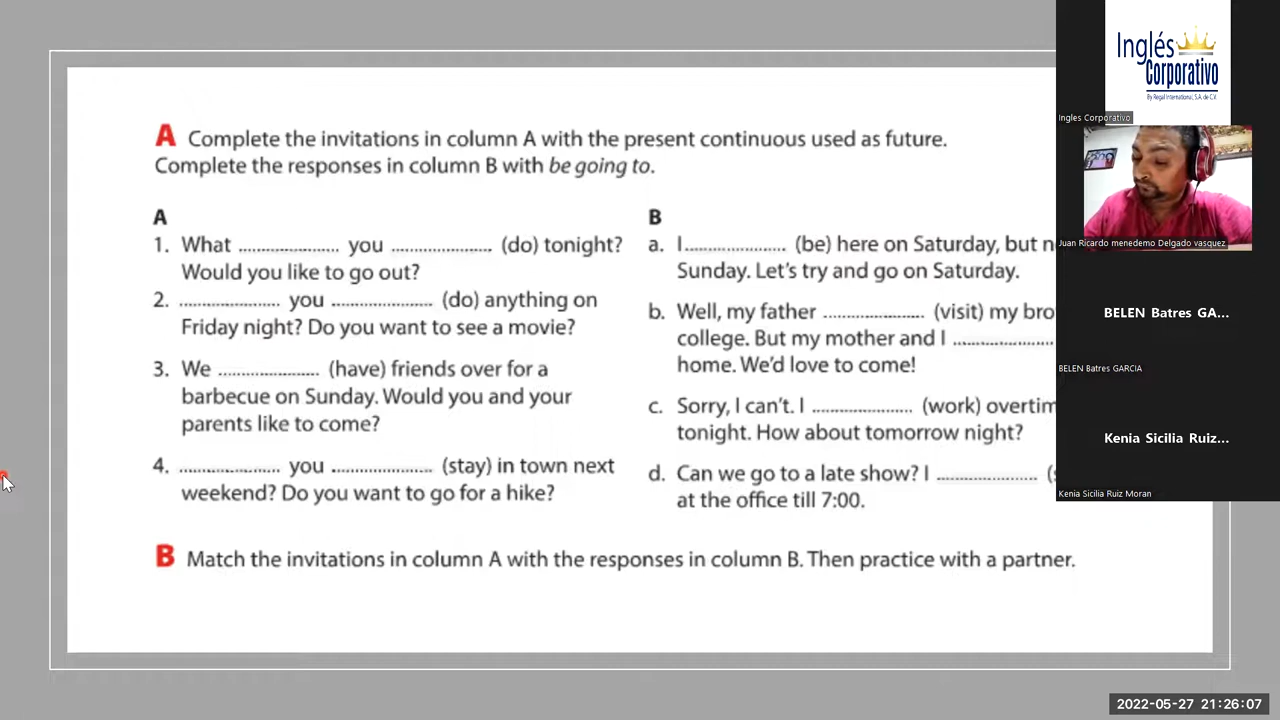 A Complete the invitations in column A with the present continuous used as future.
Complete the responses in column B with be going to.
A
1. What .................... you .................... (do) tonight?
Would you like to go out?
2. .................... you .................... (do) anything on
Friday night? Do you want to see a movie?
3. We .................... (have) friends over for a
barbecue on Sunday. Would you and your
parents like to come?
4. .................... you .................... (stay) in town next
weekend? Do you want to go for a hike?
B
a. I.................... (be) here on Saturday, but n
Sunday. Let's try and go on Saturday.
b. Well, my father .................... (visit) my bro
college. But my mother and I ....................
home. We'd love to come!
c. Sorry, I can't. I .................... (work) overtim
tonight. How about tomorrow night?
d. Can we go to a late show? I .................... (
at the office till 7:00.
B Match the invitations in column A with the responses in column B. Then practice with a partner.
Inglés
Corporativo
By Regal International, S.A. de C.V.
Ingles Corporativo
Juan Ricardo menedemo Delgado vasquez
BELEN Batres GA...
BELEN Batres GARCIA
Kenia Sicilia Ruiz...
Kenia Sicilia Ruiz Moran
2022-05-27 21:26:07